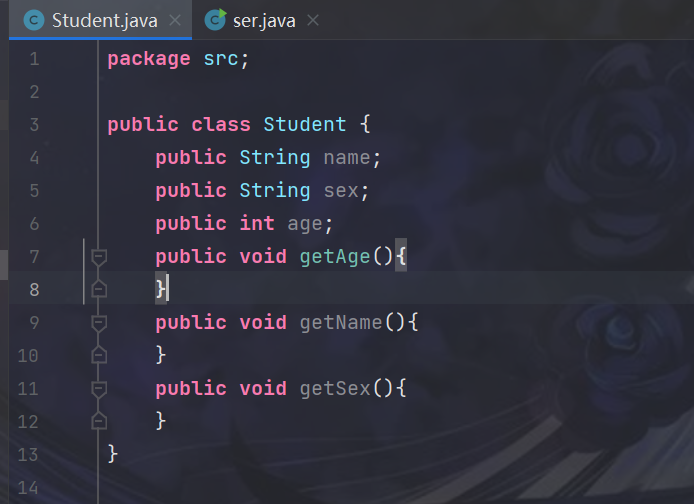 Student.java ser.java
1 package src;
2
3 public class Student {
4     public String name;
5     public String sex;
6     public int age;
7     public void getAge(){
8     }
9     public void getName(){
10     }
11     public void getSex(){
12     }
13 }
14